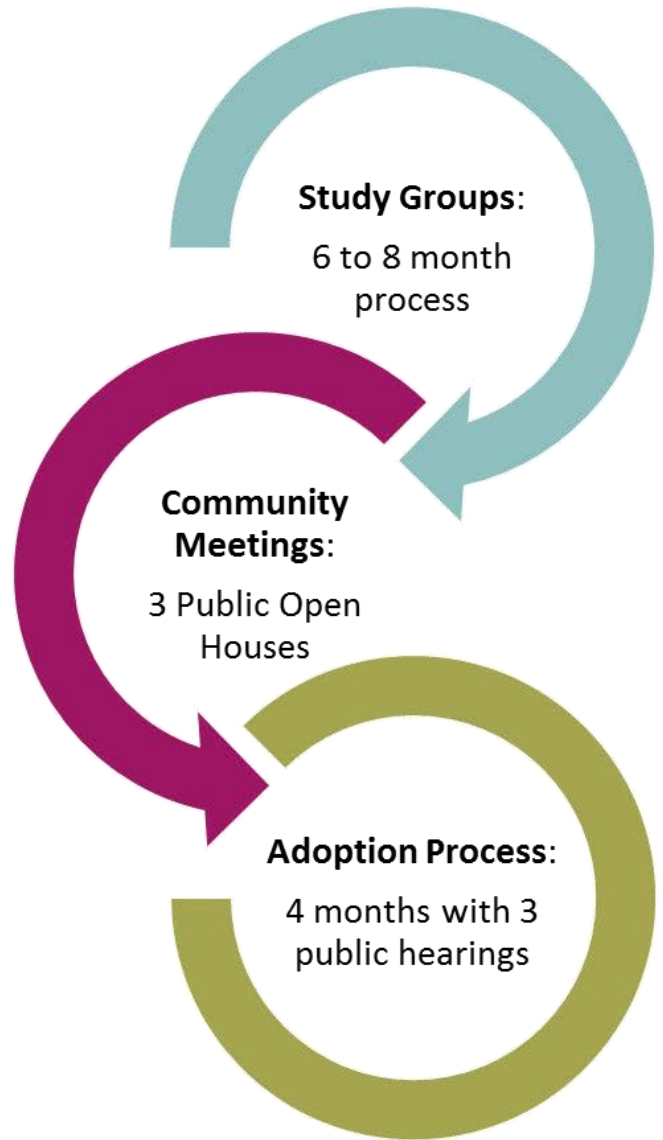 Study Groups:
6 to 8 month
process
Community
Meetings:
3 Public Open
Houses
Adoption Process:
4 months with 3
public hearings